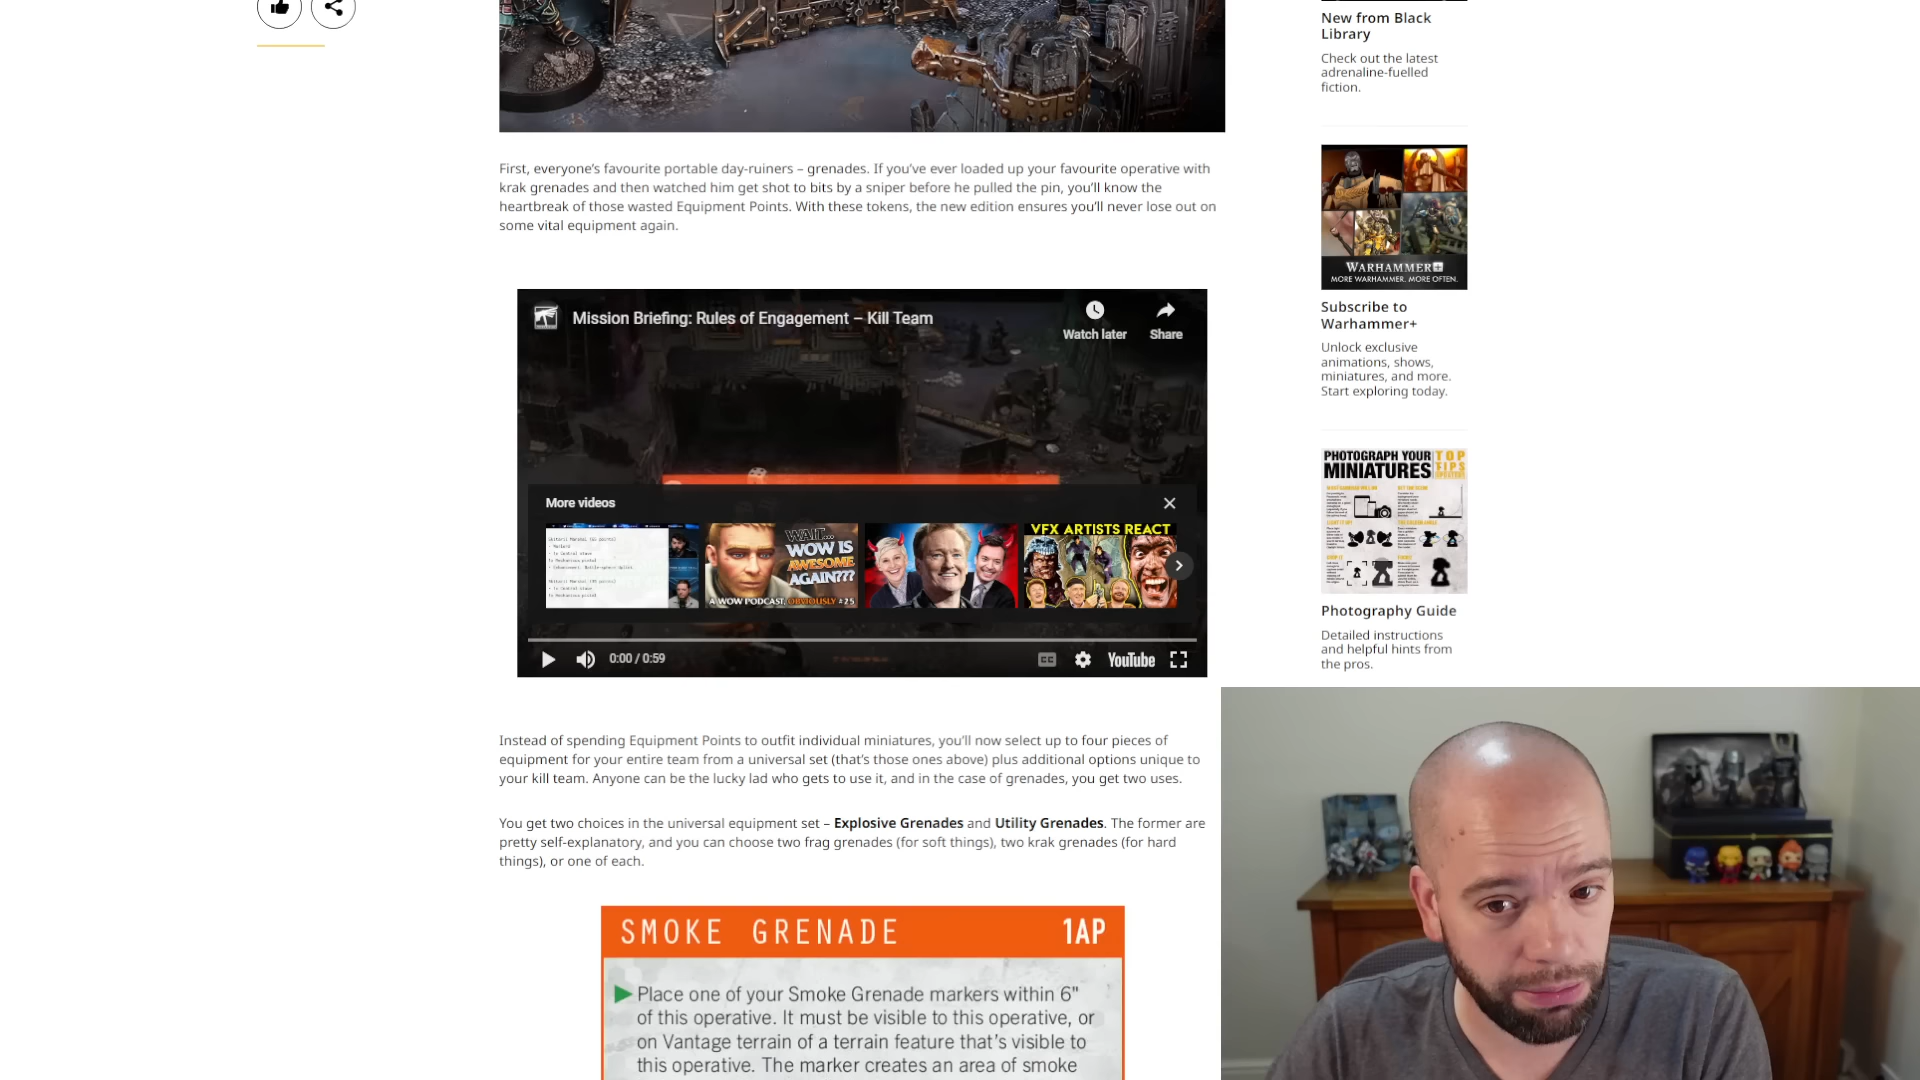 First, everyone's favourite portable day-ruiners – grenades. If you've ever loaded up your favourite operative with
krak grenades and then watched him get shot to bits by a sniper before he pulled the pin, you'll know the
heartbreak of those wasted Equipment Points. With these tokens, the new edition ensures you'll never lose out on
some vital equipment again.
Mission Briefing: Rules of Engagement – Kill Team
Watch later
Share
More videos
WAIT...
WOW IS
AWESOME
AGAIN???
A WOW PODCAST, OBVIOUSLY #25
VFX ARTISTS REACT
0:00 / 0:59
CC
YouTube
Instead of spending Equipment Points to outfit individual miniatures, you'll now select up to four pieces of
equipment for your entire team from a universal set (that's those ones above) plus additional options unique to
your kill team. Anyone can be the lucky lad who gets to use it, and in the case of grenades, you get two uses.
You get two choices in the universal equipment set – Explosive Grenades and Utility Grenades. The former are
pretty self-explanatory, and you can choose two frag grenades (for soft things), two krak grenades (for hard
things), or one of each.
SMOKE GRENADE 1AP
Place one of your Smoke Grenade markers within 6"
of this operative. It must be visible to this operative, or
on Vantage terrain of a terrain feature that's visible to
this operative. The marker creates an area of smoke
New from Black
Library
Check out the latest
adrenaline-fuelled
fiction.
WARHAMMER+
MORE WARHAMMER. MORE OFTEN.
Subscribe to
Warhammer+
Unlock exclusive
animations, shows,
miniatures, and more.
Start exploring today.
PHOTOGRAPH YOUR
MINIATURES
TOP
TIPS
Photography Guide
Detailed instructions
and helpful hints from
the pros.